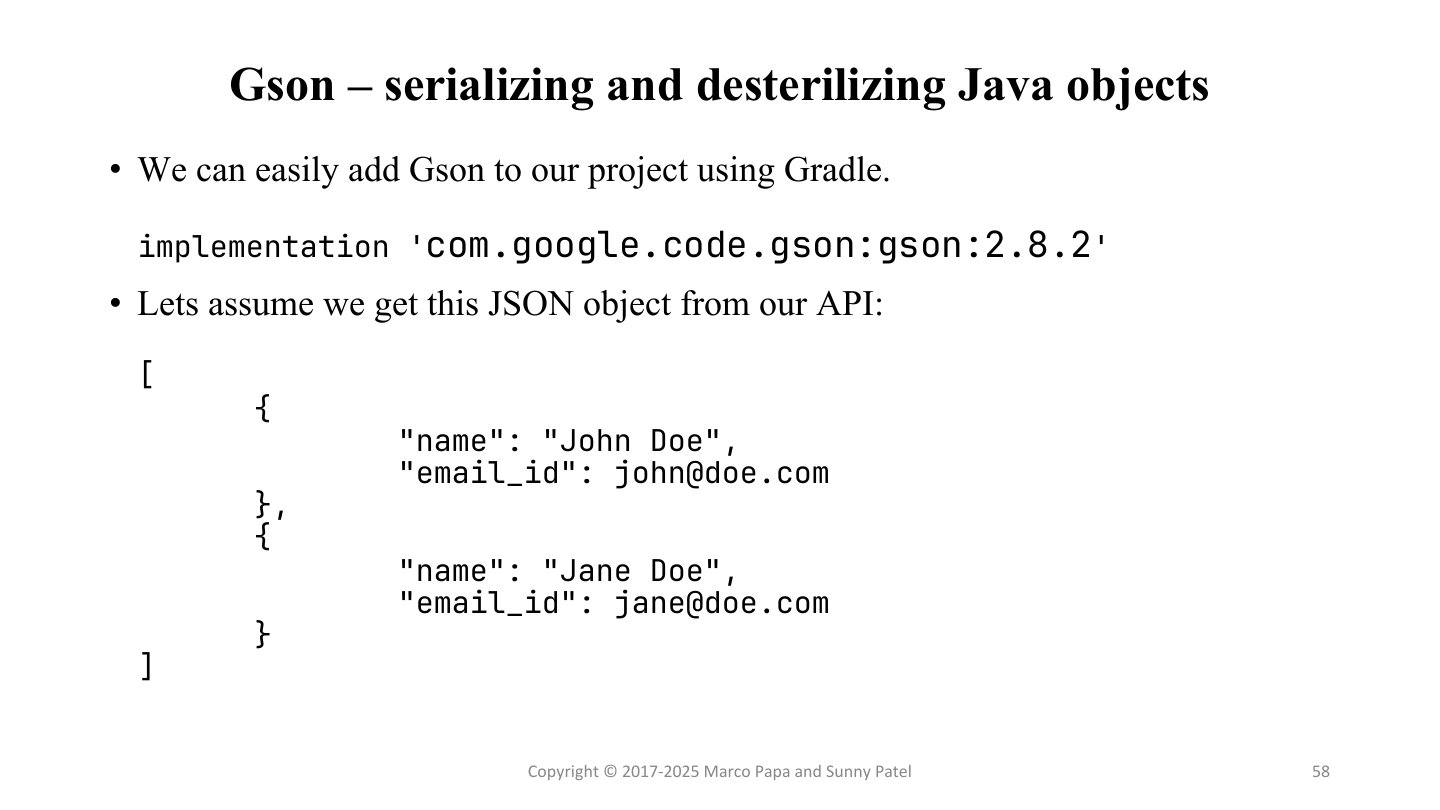 Gson – serializing and desterilizing Java objects
• We can easily add Gson to our project using Gradle.
implementation 'com.google.code.gson:gson:2.8.2'
• Lets assume we get this JSON object from our API:
[
{
"name": "John Doe",
"email_id": john@doe.com
},
{
"name": "Jane Doe",
"email_id": jane@doe.com
}
]
Copyright © 2017-2025 Marco Papa and Sunny Patel
58